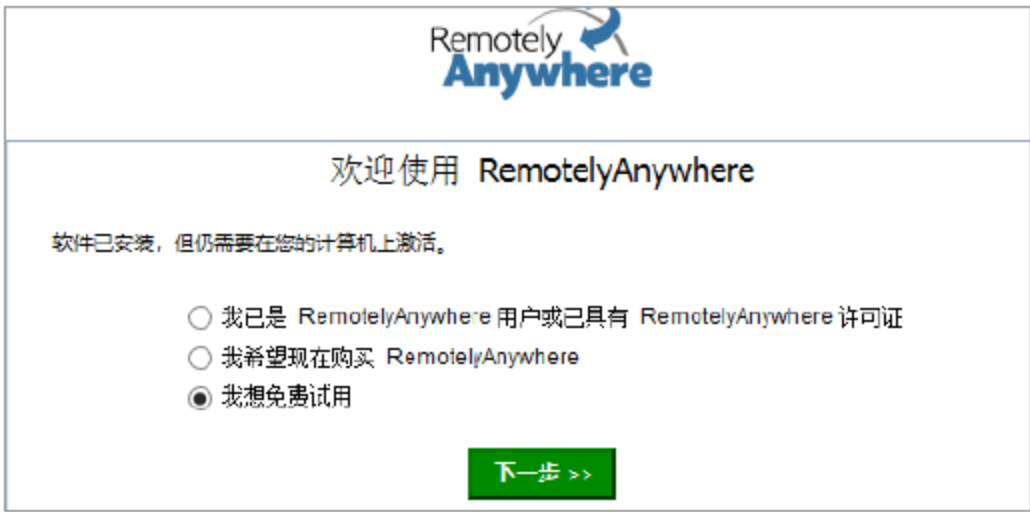 Remotely
Anywhere
欢迎使用 RemotelyAnywhere
软件已安装，但仍需要在您的计算机上激活。
我已是 RemotelyAnywhere 用户或已具有 RemotelyAnywhere 许可证
我希望现在购买 RemotelyAnywhere
我想免费试用
下一步 >>